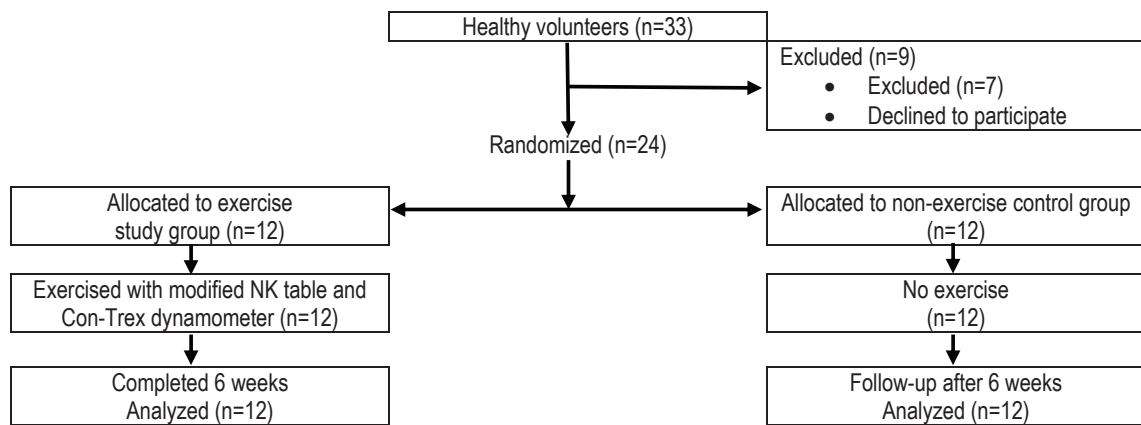 Healthy volunteers (n=33)
Excluded (n=9)
• Excluded (n=7)
• Declined to participate
Randomized (n=24)
Allocated to exercise
study group (n=12)
Allocated to non-exercise control group
(n=12)
Exercised with modified NK table and
Con-Trex dynamometer (n=12)
No exercise
(n=12)
Completed 6 weeks
Analyzed (n=12)
Follow-up after 6 weeks
Analyzed (n=12)